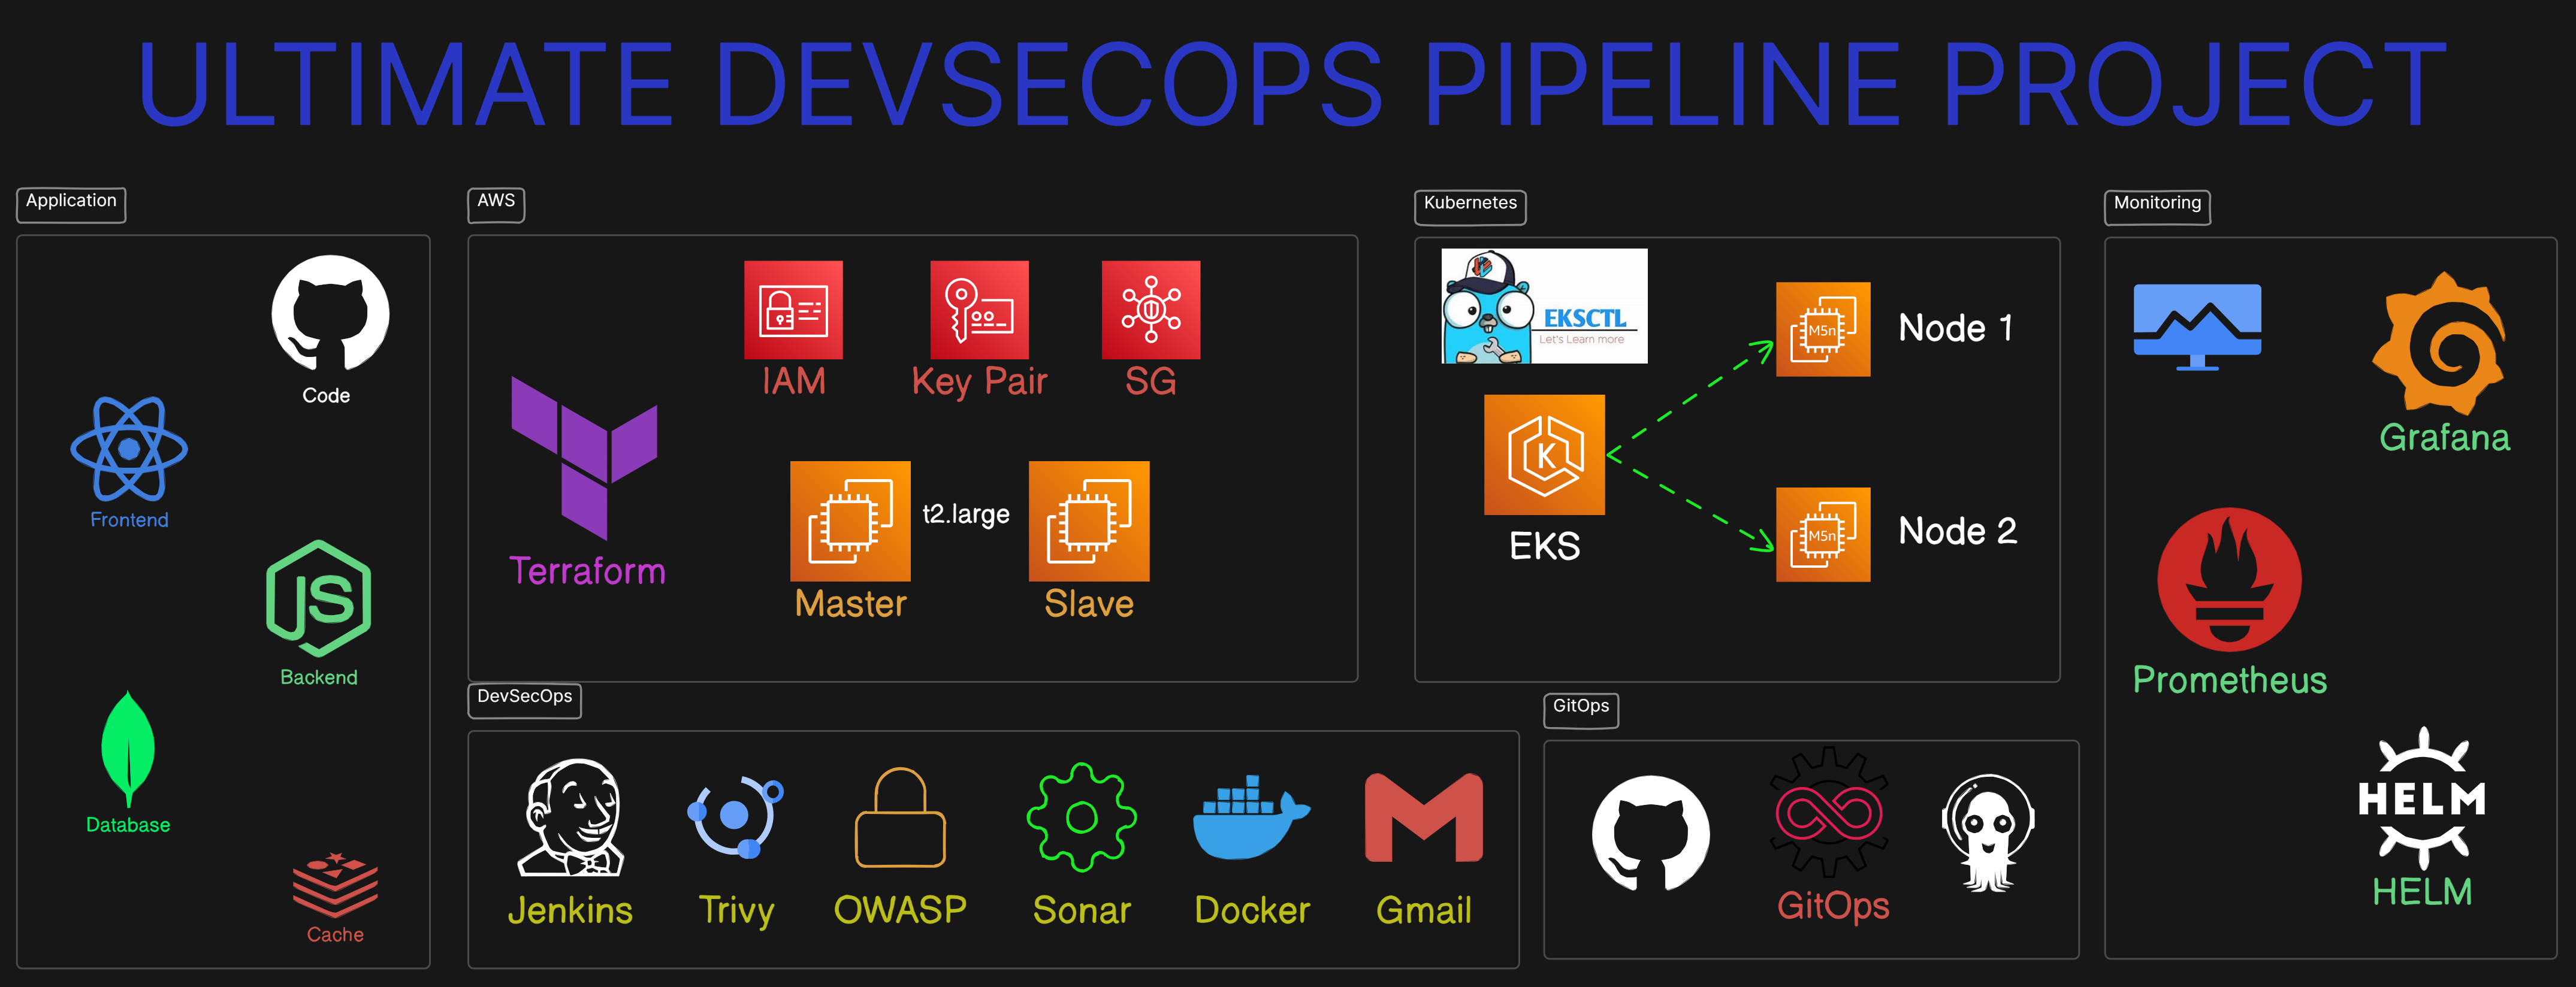 ULTIMATE DEVSECOPS PIPELINE PROJECT
Application
Code
Frontend
JS
Backend
Database
Cache
AWS
IAM
Key Pair
SG
Terraform
t2.large
Master
Slave
Kubernetes
EKSCTL
Let's Learn more
K
EKS
M5n
Node 1
M5n
Node 2
Monitoring
Grafana
Prometheus
HELM
HELM
DevSecOps
Jenkins
Trivy
OWASP
Sonar
Docker
Gmail
GitOps
GitOps